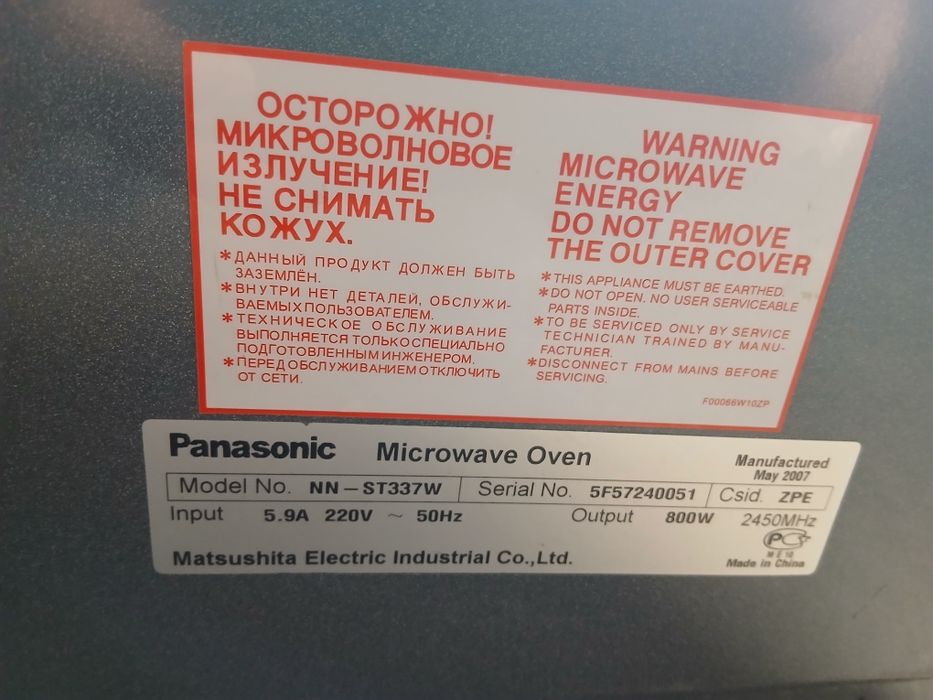 ОСТОРОЖНО!
МИКРОВОЛНОВОЕ
ИЗЛУЧЕНИЕ!
НЕ СНИМАТЬ
КОЖУХ.
*ДАННЫЙ ПРОДУКТ ДОЛЖЕН БЫТЬ
ЗАЗЕМЛЁН.
*ВНУТРИ НЕТ ДЕТАЛЕЙ, ОБСЛУЖИ-
ВАЕМЫХ ПОЛЬЗОВАТЕЛЕМ.
*ТЕХНИЧЕСКОЕ ОБСЛУЖИВАНИЕ
ВЫПОЛНЯЕТСЯ ТОЛЬКО СПЕЦИАЛЬНО
ПОДГОТОВЛЕННЫМ ИНЖЕНЕРОМ.
*ПЕРЕД ОБСЛУЖИВАНИЕМ ОТКЛЮЧИТЬ
ОТ СЕТИ.
WARNING
MICROWAVE
ENERGY
DO NOT REMOVE
THE OUTER COVER
*THIS APPLIANCE MUST BE EARTHED.
*DO NOT OPEN. NO USER SERVICEABLE
PARTS INSIDE.
*TO BE SERVICED ONLY BY SERVICE
TECHNICIAN TRAINED BY MANU-
FACTURER.
*DISCONNECT FROM MAINS BEFORE
SERVICING.
F00066W10ZP
Panasonic Microwave Oven
Manufactured
May 2007
Model No. NN-ST337W Serial No. 5F57240051 Csid. ZPE
Input 5.9A 220V ~ 50Hz Output 800W 2450MHz
РС
ME10
Matsushita Electric Industrial Co.,Ltd. Made in China